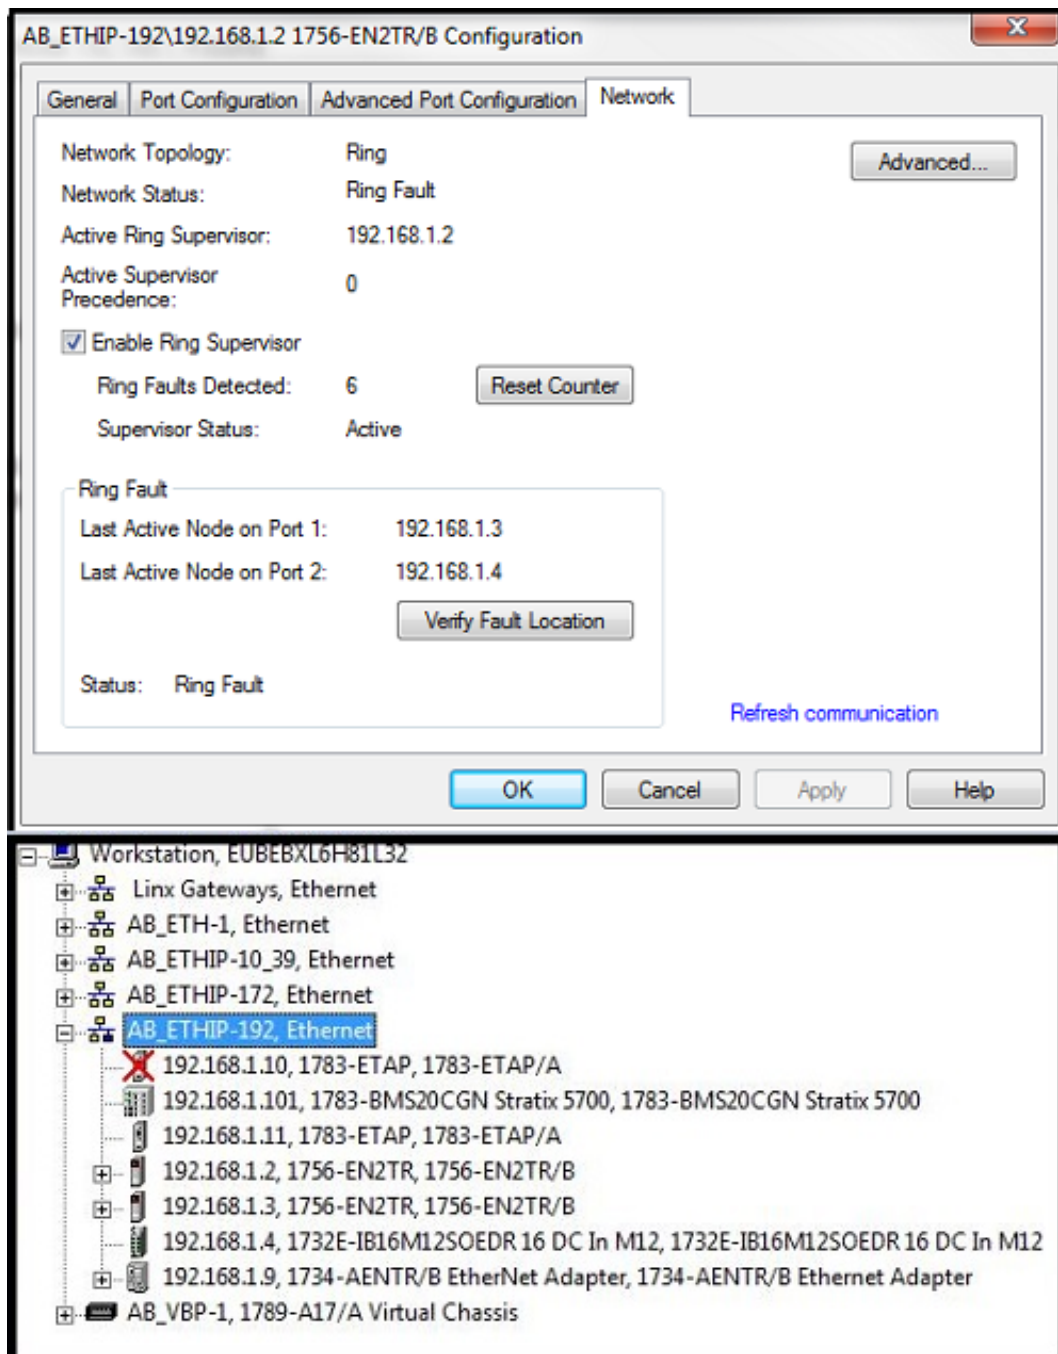 AB_ETHIP-192\192.168.1.2 1756-EN2TR/B Configuration
General Port Configuration Advanced Port Configuration Network
Network Topology: Ring Advanced...
Network Status: Ring Fault
Active Ring Supervisor: 192.168.1.2
Active Supervisor
Precedence: 0
Enable Ring Supervisor
Ring Faults Detected: 6 Reset Counter
Supervisor Status: Active
Ring Fault
Last Active Node on Port 1: 192.168.1.3
Last Active Node on Port 2: 192.168.1.4
Verify Fault Location
Status: Ring Fault
Refresh communication
OK Cancel Apply Help
Workstation, EUBEBXL6H81L32
Linx Gateways, Ethernet
AB_ETH-1, Ethernet
AB_ETHIP-10_39, Ethernet
AB_ETHIP-172, Ethernet
AB_ETHIP-192, Ethernet
192.168.1.10, 1783-ETAP, 1783-ETAP/A
192.168.1.101, 1783-BMS20CGN Stratix 5700, 1783-BMS20CGN Stratix 5700
192.168.1.11, 1783-ETAP, 1783-ETAP/A
192.168.1.2, 1756-EN2TR, 1756-EN2TR/B
192.168.1.3, 1756-EN2TR, 1756-EN2TR/B
192.168.1.4, 1732E-IB16M12SOEDR 16 DC In M12, 1732E-IB16M12SOEDR 16 DC In M12
192.168.1.9, 1734-AENTR/B EtherNet Adapter, 1734-AENTR/B Ethernet Adapter
AB_VBP-1, 1789-A17/A Virtual Chassis